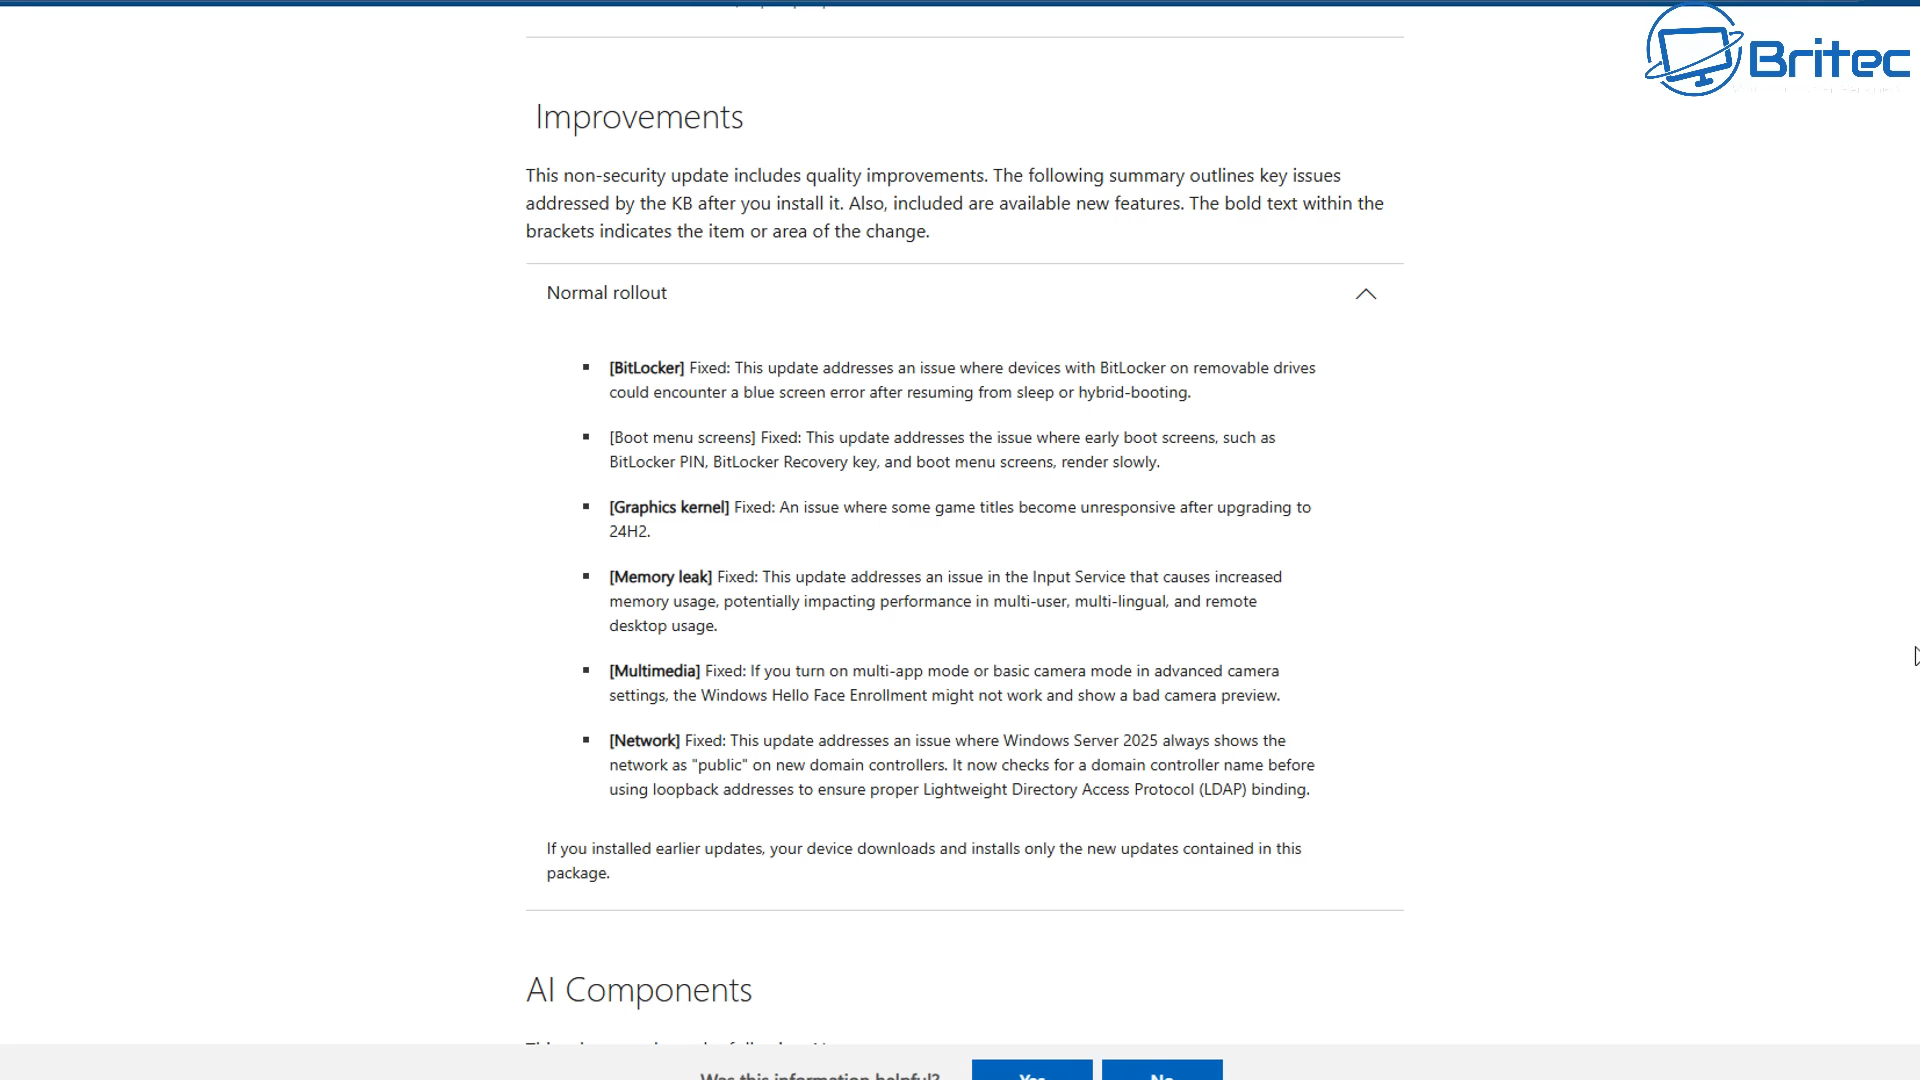 Britec
Improvements
This non-security update includes quality improvements. The following summary outlines key issues
addressed by the KB after you install it. Also, included are available new features. The bold text within the
brackets indicates the item or area of the change.
Normal rollout
[BitLocker] Fixed: This update addresses an issue where devices with BitLocker on removable drives
could encounter a blue screen error after resuming from sleep or hybrid-booting.
[Boot menu screens] Fixed: This update addresses the issue where early boot screens, such as
BitLocker PIN, BitLocker Recovery key, and boot menu screens, render slowly.
[Graphics kernel] Fixed: An issue where some game titles become unresponsive after upgrading to
24H2.
[Memory leak] Fixed: This update addresses an issue in the Input Service that causes increased
memory usage, potentially impacting performance in multi-user, multi-lingual, and remote
desktop usage.
[Multimedia] Fixed: If you turn on multi-app mode or basic camera mode in advanced camera
settings, the Windows Hello Face Enrollment might not work and show a bad camera preview.
[Network] Fixed: This update addresses an issue where Windows Server 2025 always shows the
network as "public" on new domain controllers. It now checks for a domain controller name before
using loopback addresses to ensure proper Lightweight Directory Access Protocol (LDAP) binding.
If you installed earlier updates, your device downloads and installs only the new updates contained in this
package.
AI Components
Was this information helpful?
Yes
No